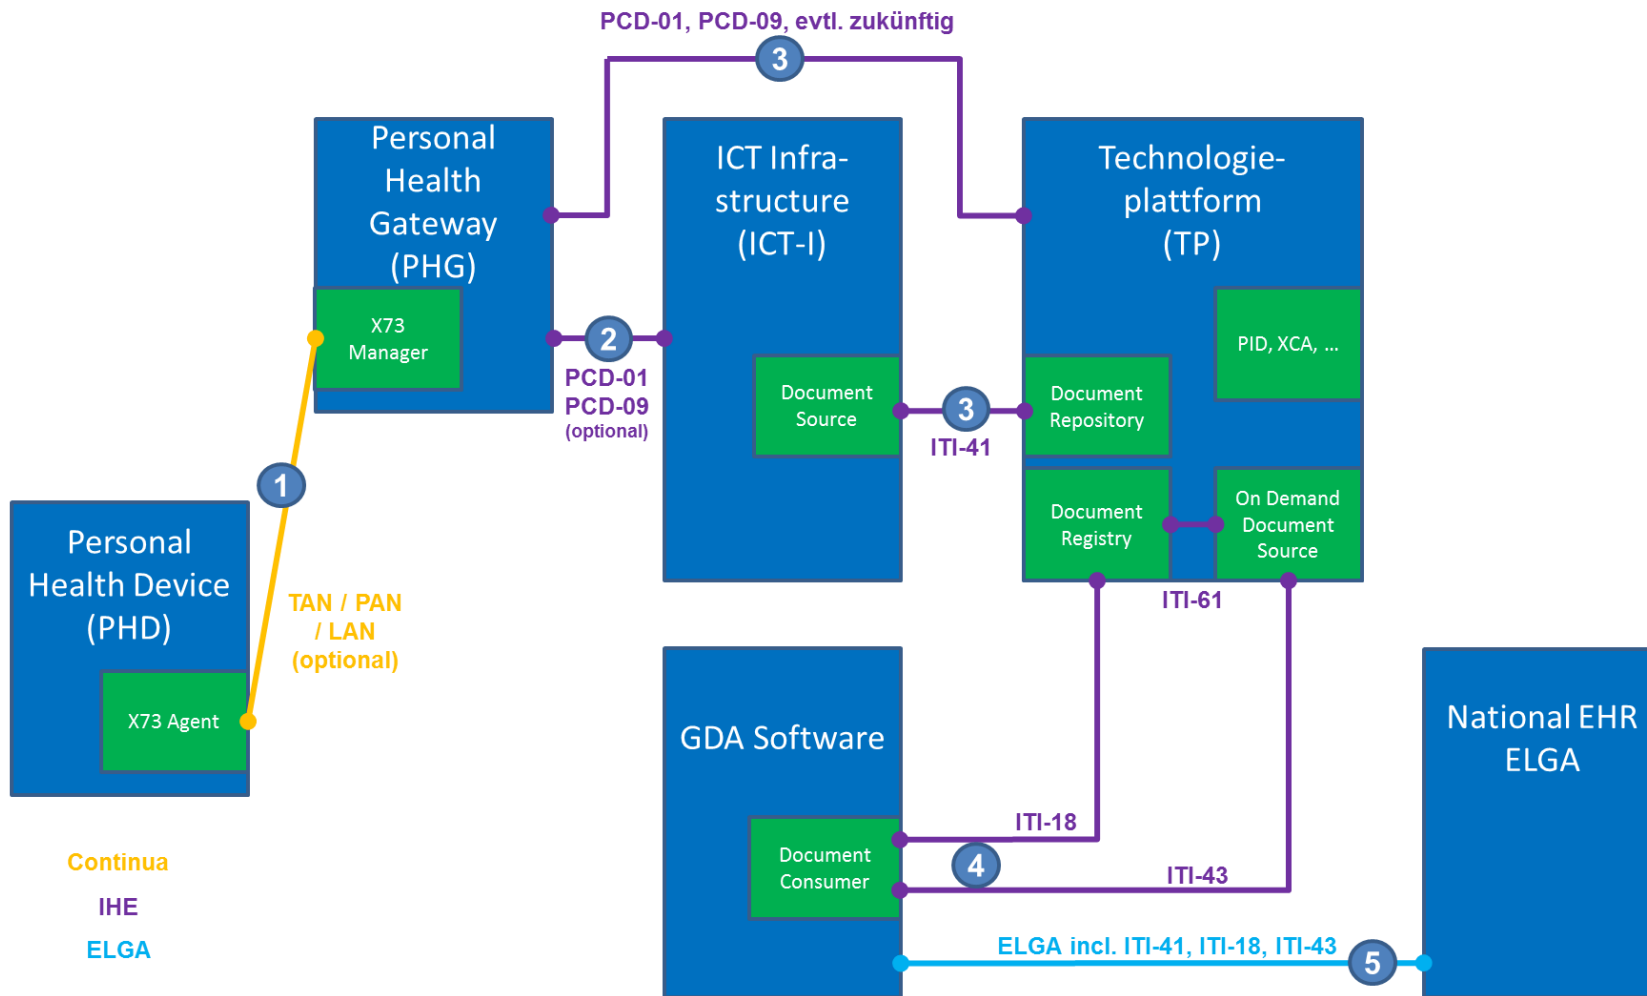 PCD-01, PCD-09, evtl. zukünftig
3
Personal
Health
Gateway
(PHG)
X73
Manager
ICT Infra-
structure
(ICT-I)
Document
Source
Technologie-
plattform
(TP)
PID, XCA, ...
Document
Repository
Document
Registry
On Demand
Document
Source
2
PCD-01
PCD-09
(optional)
3
ITI-41
ITI-61
1
TAN / PAN
/ LAN
(optional)
Personal
Health Device
(PHD)
X73 Agent
GDA Software
Document
Consumer
ITI-18
4
ITI-43
National EHR
ELGA
ELGA incl. ITI-41, ITI-18, ITI-43
5
Continua
IHE
ELGA